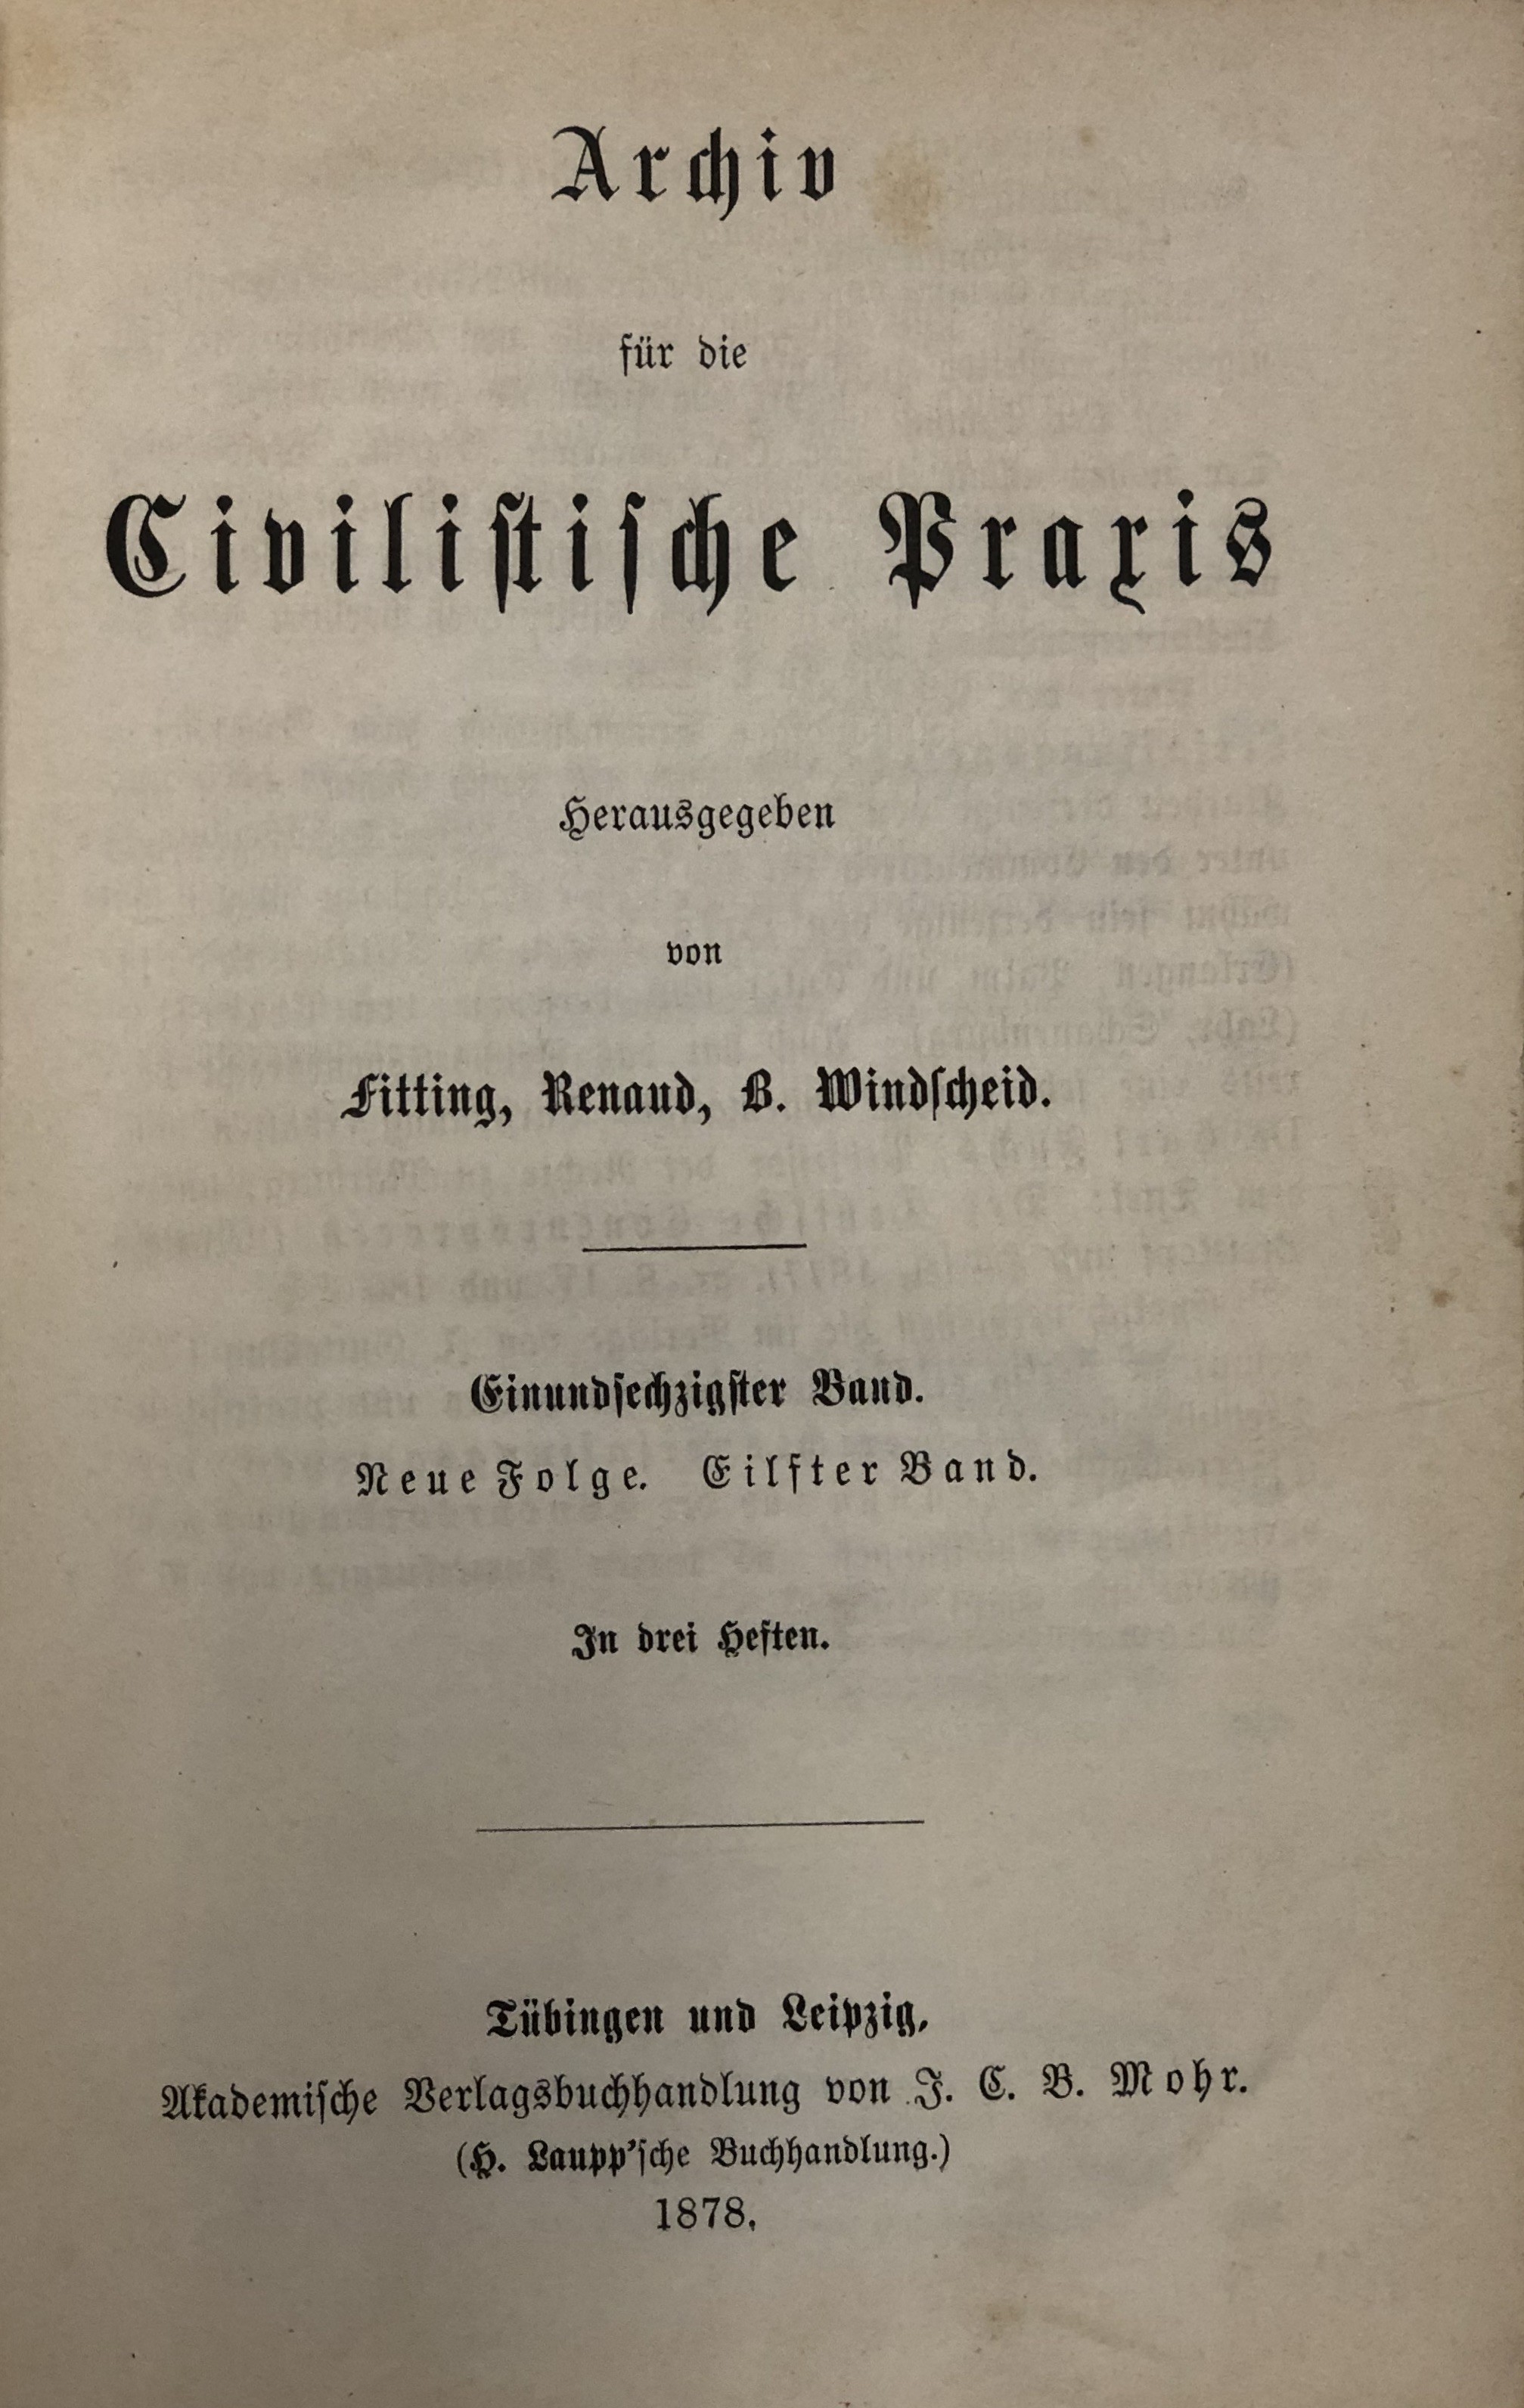 Archiv
für die
Civilistische Praxis
Herausgegeben
von
Fitting, Renaud, B. Windscheid.
Einundsechzigster Band.
Neue Folge. Eilfter Band.
In drei Heften.
Tübingen und Leipzig,
Akademische Verlagsbuchhandlung von J. C. B. Mohr.
(H. Laupp'sche Buchhandlung.)
1878.